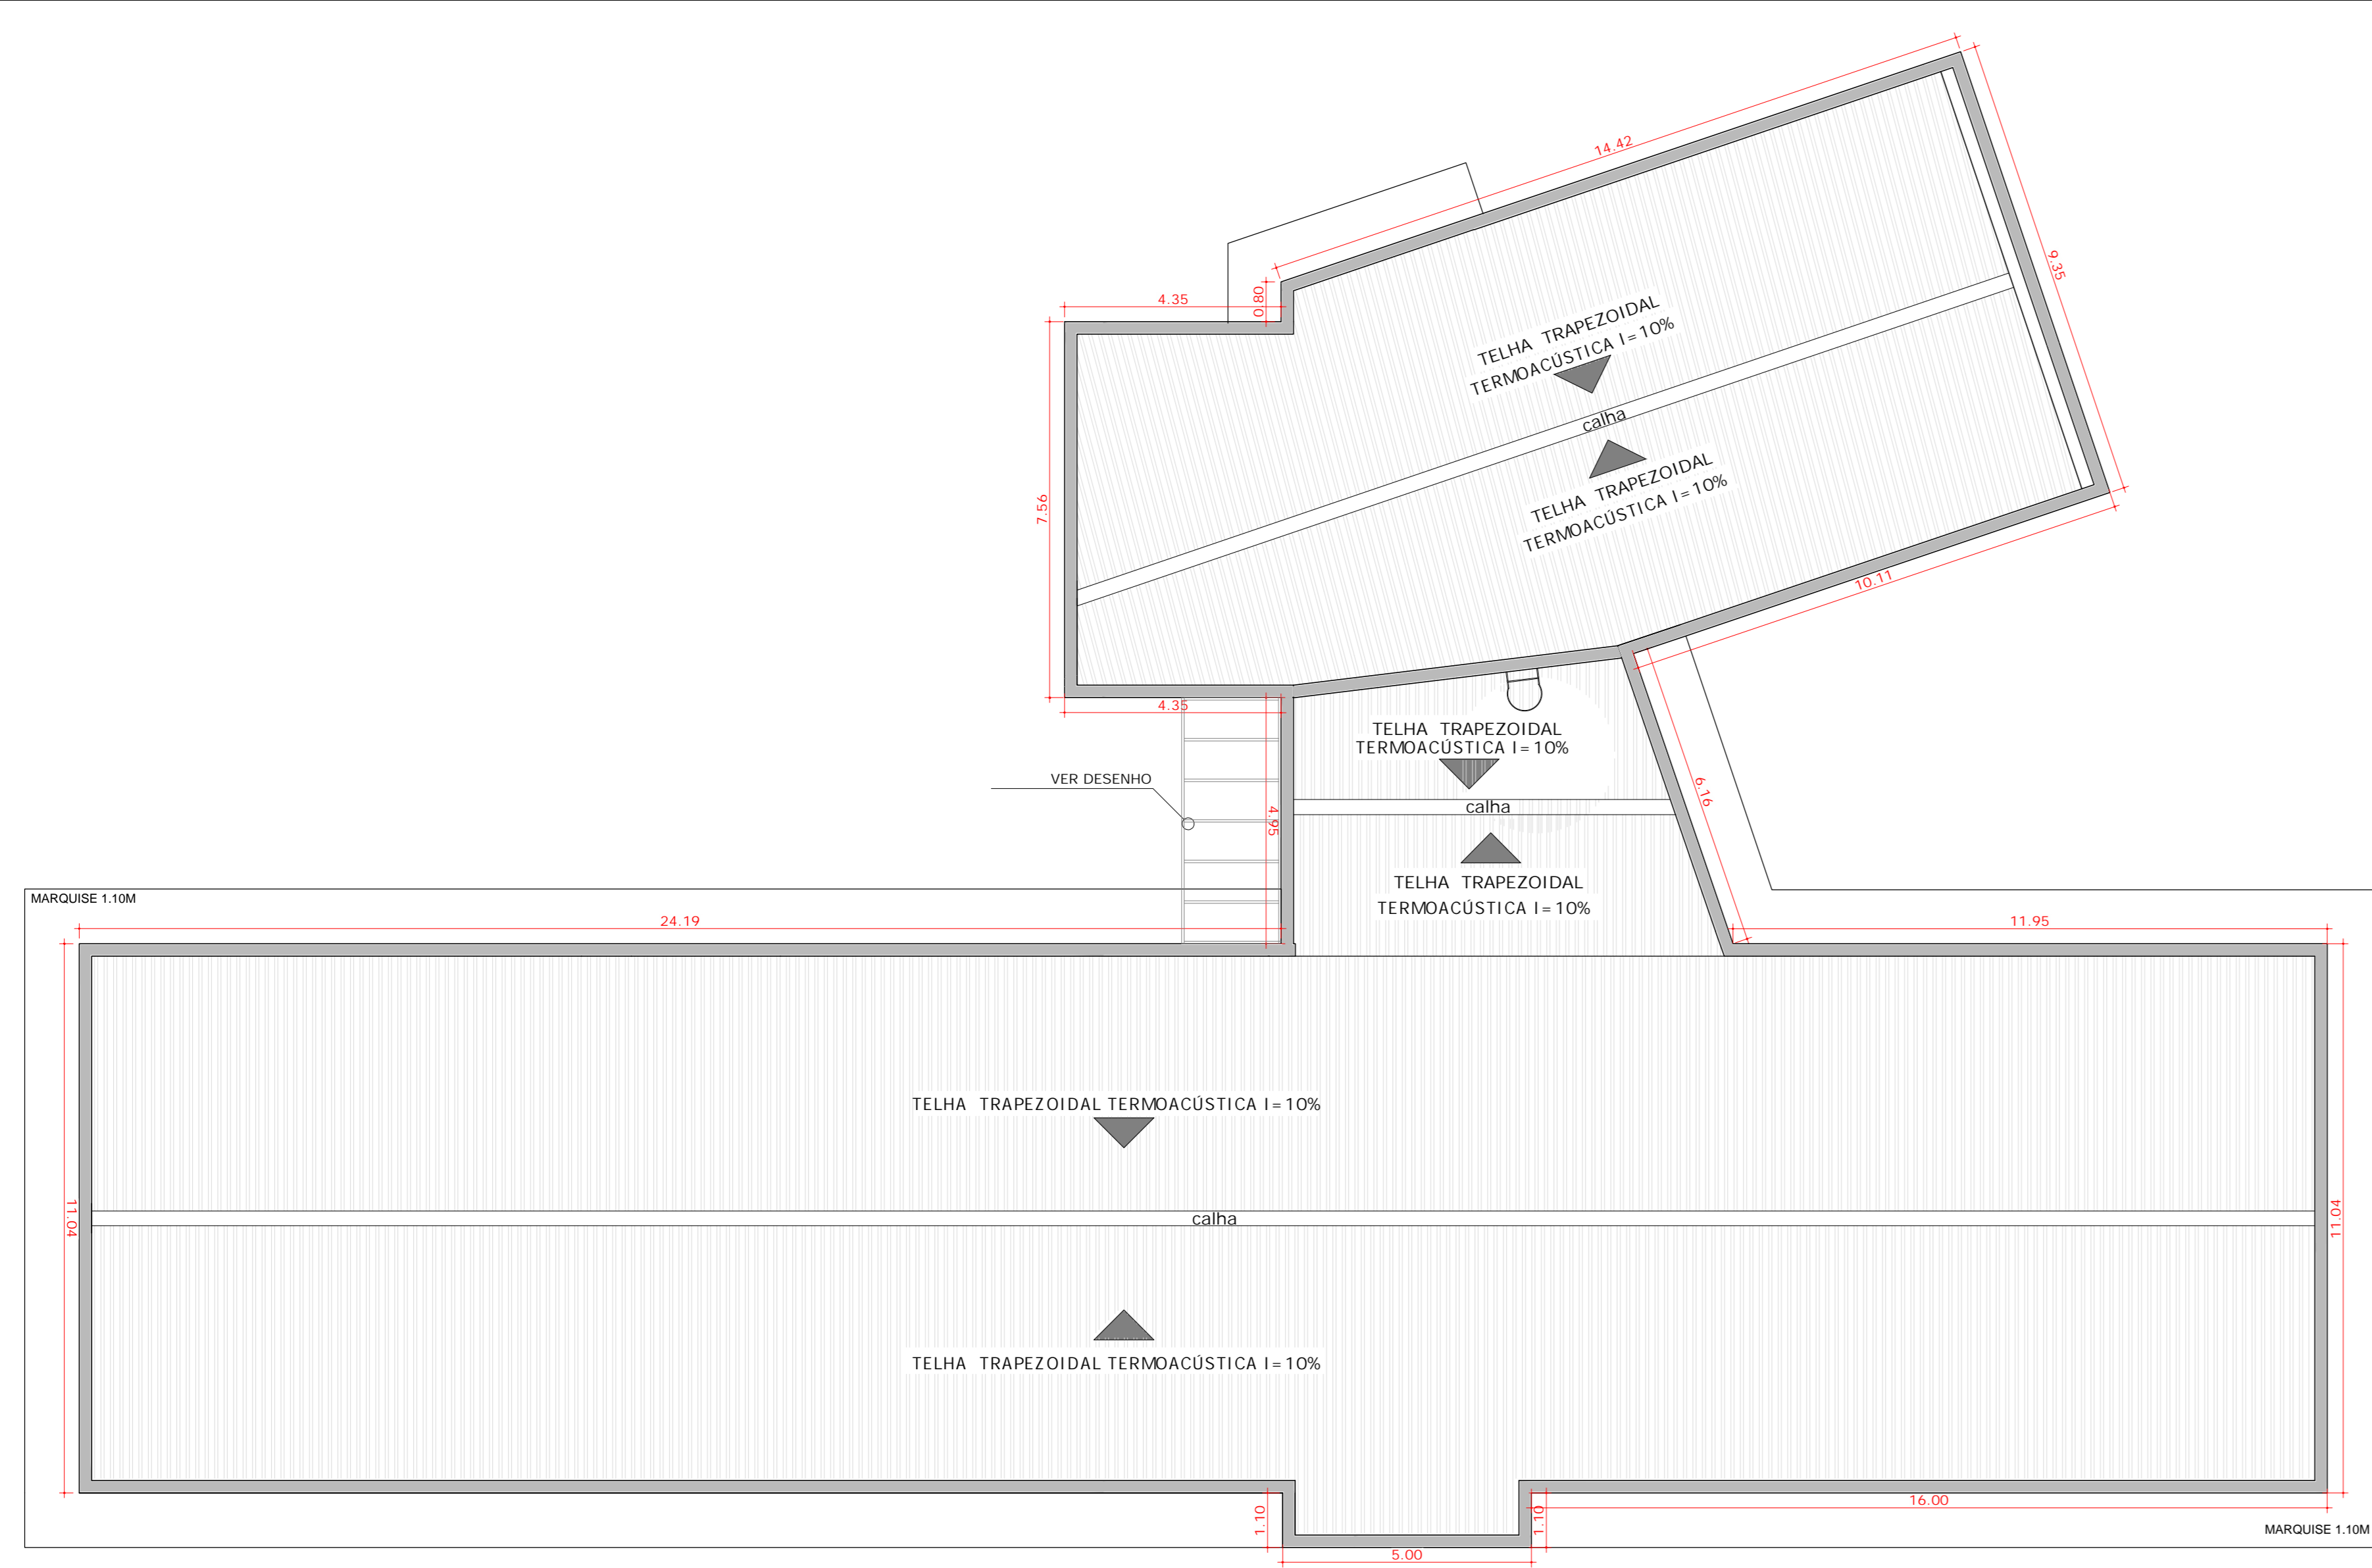 14.42
9.35
4.35
0.80
TELHA TRAPEZOIDAL
TERMOACÚSTICA I=10%
calha
TELHA TRAPEZOIDAL
TERMOACÚSTICA I=10%
7.56
10.11
4.35
TELHA TRAPEZOIDAL
TERMOACÚSTICA I=10%
VER DESENHO
calha
4.95
6.16
TELHA TRAPEZOIDAL
TERMOACÚSTICA I=10%
MARQUISE 1.10M
24.19
11.95
TELHA TRAPEZOIDAL TERMOACÚSTICA I=10%
11.04
calha
11.04
TELHA TRAPEZOIDAL TERMOACÚSTICA I=10%
1.10
1.10
16.00
MARQUISE 1.10M
5.00